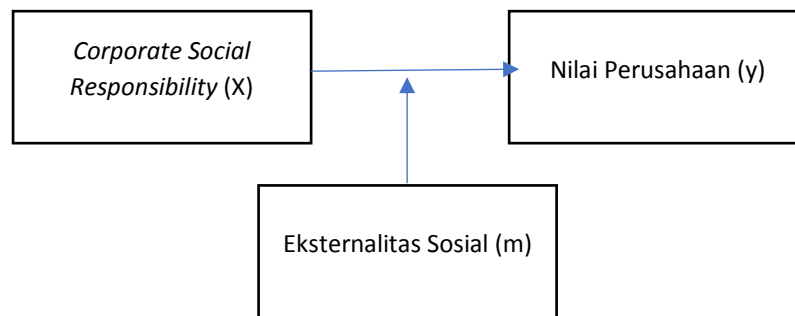 Corporate Social
Responsibility (X)
Nilai Perusahaan (y)
Eksternalitas Sosial (m)